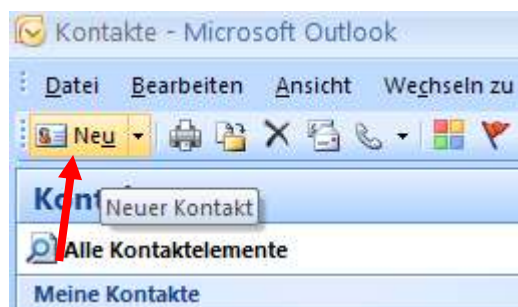 Kontakte - Microsoft Outlook
Datei Bearbeiten Ansicht Wechseln zu
Neu
Neuer Kontakt
Alle Kontaktelemente
Meine Kontakte